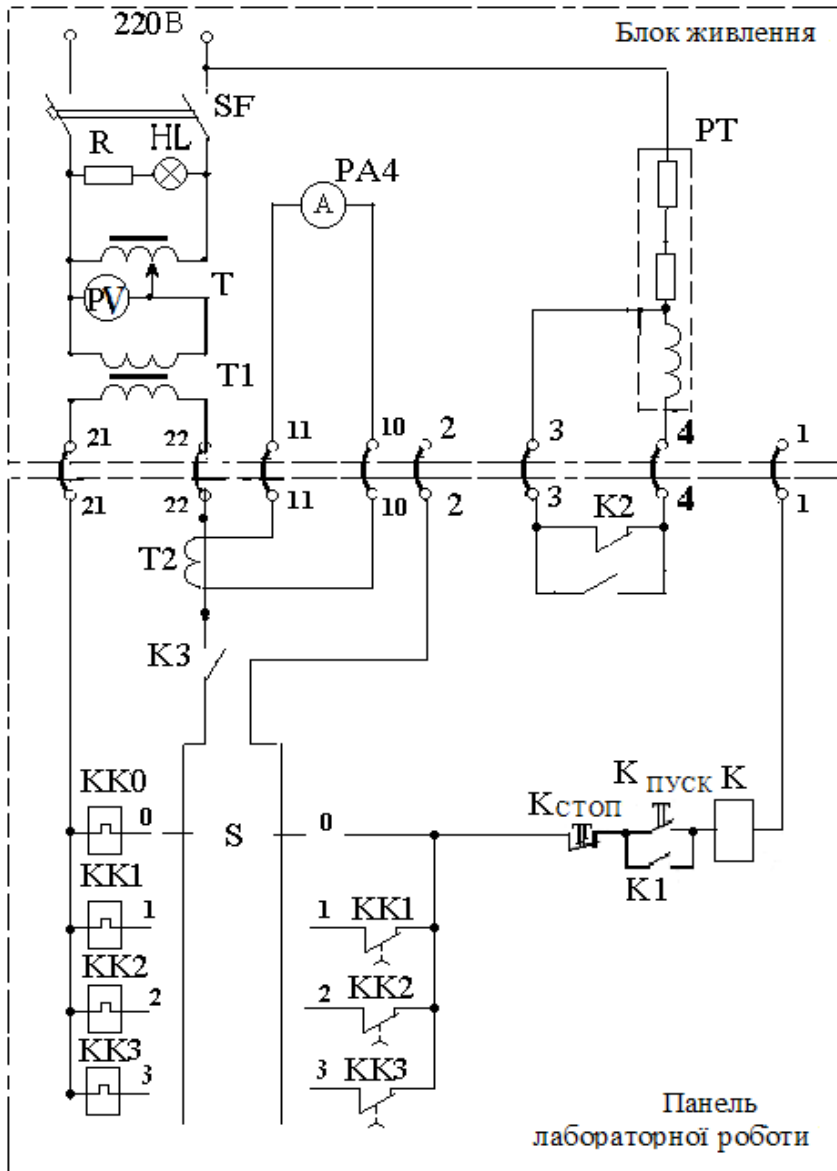 220В
Блок живлення
SF
R
HL
PT
PA4
A
T
PV
T1
21
22
11
10
2
3
4
1
21
22
11
10
2
3
4
1
K2
T2
K3
KK0
0
S
0
К СТОП
К ПУСК
K
K1
KK1
1
1
KK1
KK2
2
2
KK2
KK3
3
3
KK3
Панель
лабораторної роботи